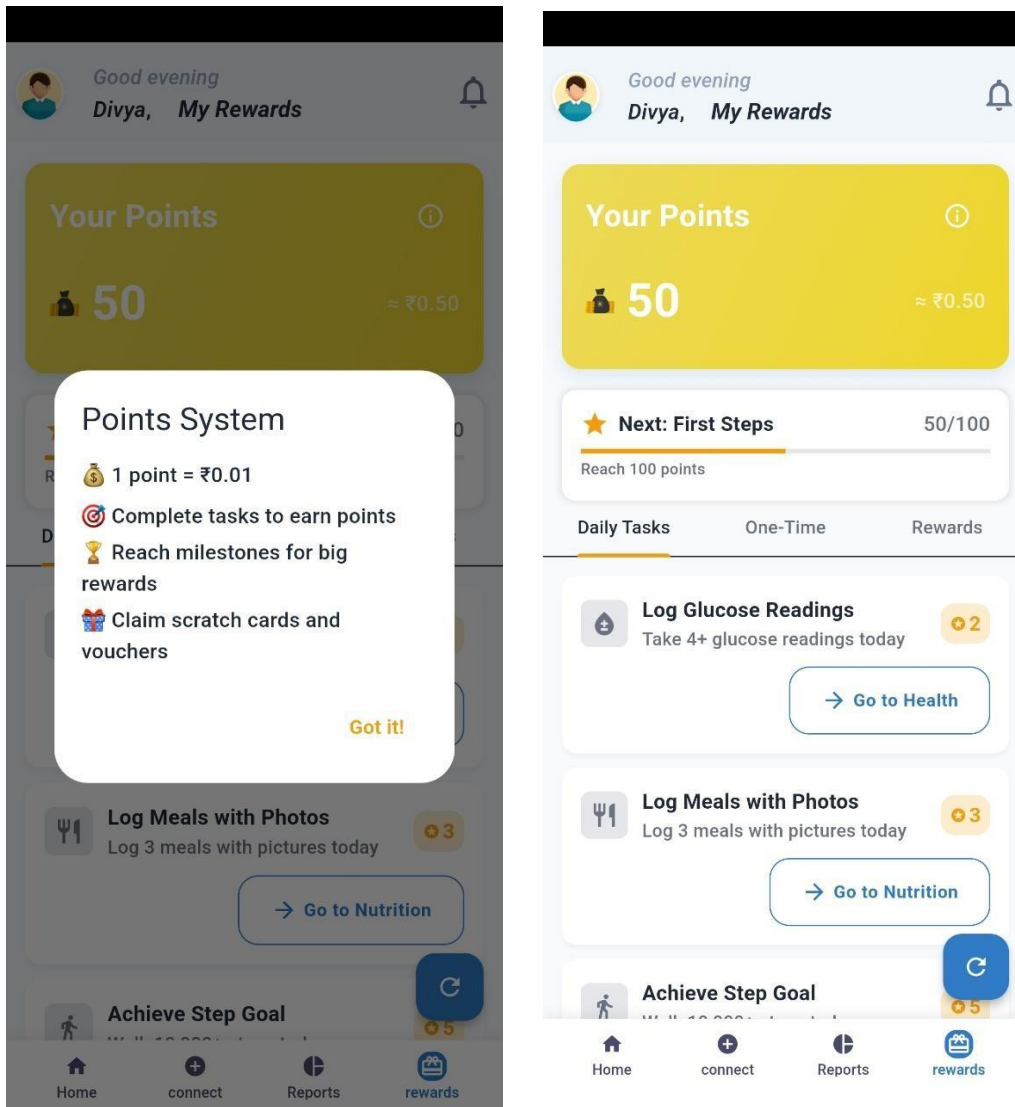 Good evening
Divya, My Rewards
Your Points
50
≈ ₹0.50
0
R
D
Points System
1 point = ₹0.01
Complete tasks to earn points
Reach milestones for big
rewards
Claim scratch cards and
vouchers
Got it!
Log Meals with Photos
3
Log 3 meals with pictures today
→ Go to Nutrition
Achieve Step Goal
5
Home
connect
Reports
rewards
Good evening
Divya, My Rewards
Your Points
50
≈ ₹0.50
Next: First Steps
50/100
Reach 100 points
Daily Tasks
One-Time
Rewards
Log Glucose Readings
2
Take 4+ glucose readings today
→ Go to Health
Log Meals with Photos
3
Log 3 meals with pictures today
→ Go to Nutrition
Achieve Step Goal
5
Home
connect
Reports
rewards